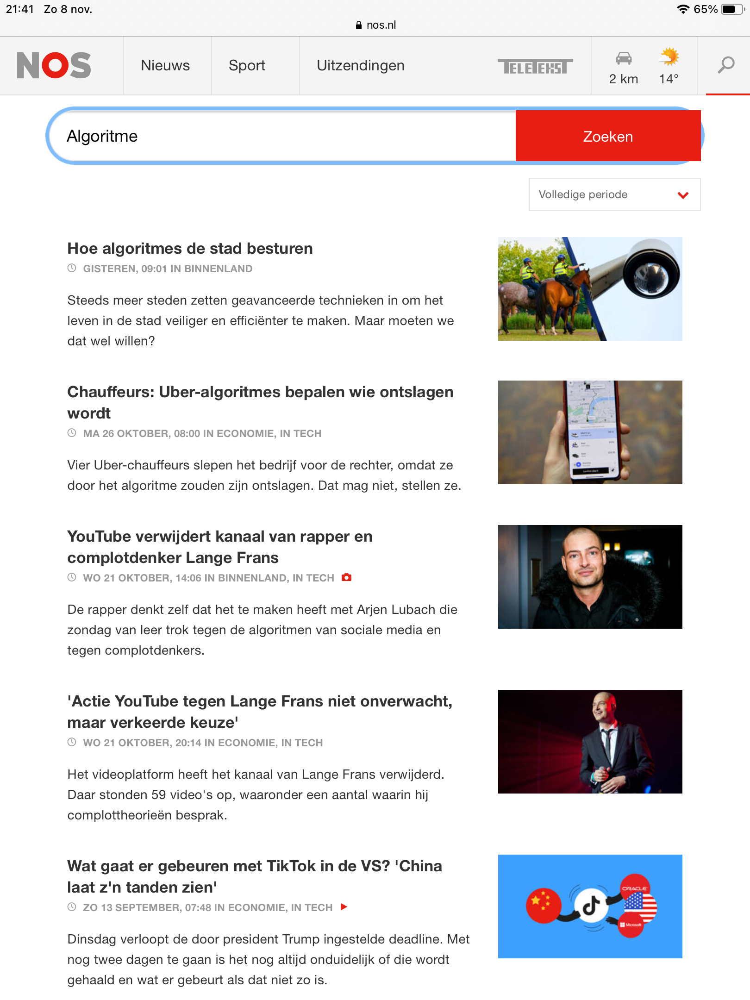 21:41 Zo 8 nov. 65%
nos.nl
NOS Nieuws Sport Uitzendingen TELETEKST 2 km 14°
Algoritme Zoeken
Volledige periode
Hoe algoritmes de stad besturen
GISTEREN, 09:01 IN BINNENLAND
Steeds meer steden zetten geavanceerde technieken in om het
leven in de stad veiliger en efficiënter te maken. Maar moeten we
dat wel willen?
Chauffeurs: Uber-algoritmes bepalen wie ontslagen
wordt
MA 26 OKTOBER, 08:00 IN ECONOMIE, IN TECH
Vier Uber-chauffeurs slepen het bedrijf voor de rechter, omdat ze
door het algoritme zouden zijn ontslagen. Dat mag niet, stellen ze.
YouTube verwijdert kanaal van rapper en
complotdenker Lange Frans
WO 21 OKTOBER, 14:06 IN BINNENLAND, IN TECH
De rapper denkt zelf dat het te maken heeft met Arjen Lubach die
zondag van leer trok tegen de algoritmen van sociale media en
tegen complotdenkers.
'Actie YouTube tegen Lange Frans niet onverwacht,
maar verkeerde keuze'
WO 21 OKTOBER, 20:14 IN ECONOMIE, IN TECH
Het videoplatform heeft het kanaal van Lange Frans verwijderd.
Daar stonden 59 video's op, waaronder een aantal waarin hij
complottheorieën besprak.
Wat gaat er gebeuren met TikTok in de VS? 'China
laat z'n tanden zien'
ZO 13 SEPTEMBER, 07:48 IN ECONOMIE, IN TECH
ORACLE
Microsoft
Dinsdag verloopt de door president Trump ingestelde deadline. Met
nog twee dagen te gaan is het nog altijd onduidelijk of die wordt
gehaald en wat er gebeurt als dat niet zo is.